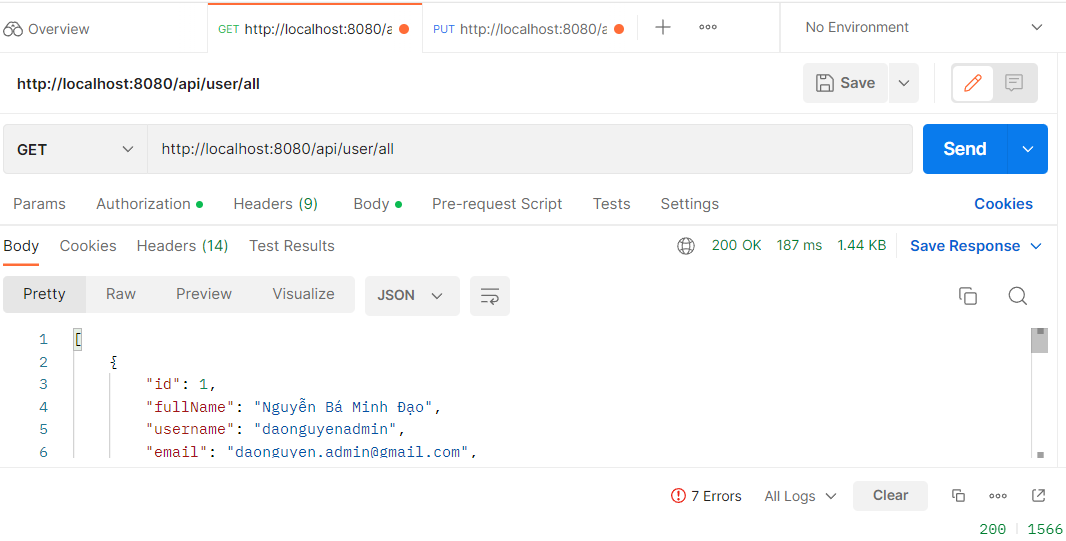 Overview
GET http://localhost:8080/a
PUT http://localhost:8080/a
No Environment
http://localhost:8080/api/user/all
Save
GET
http://localhost:8080/api/user/all
Send
Params Authorization Headers (9) Body Pre-request Script Tests Settings Cookies
Body Cookies Headers (14) Test Results 200 OK 187 ms 1.44 KB Save Response
Pretty Raw Preview Visualize JSON
1 [
2 {
3 "id": 1,
4 "fullName": "Nguyễn Bá Minh Đạo",
5 "username": "daonguyenadmin",
6 "email": "daonguyen.admin@gmail.com",
7 Errors All Logs Clear
200 1566